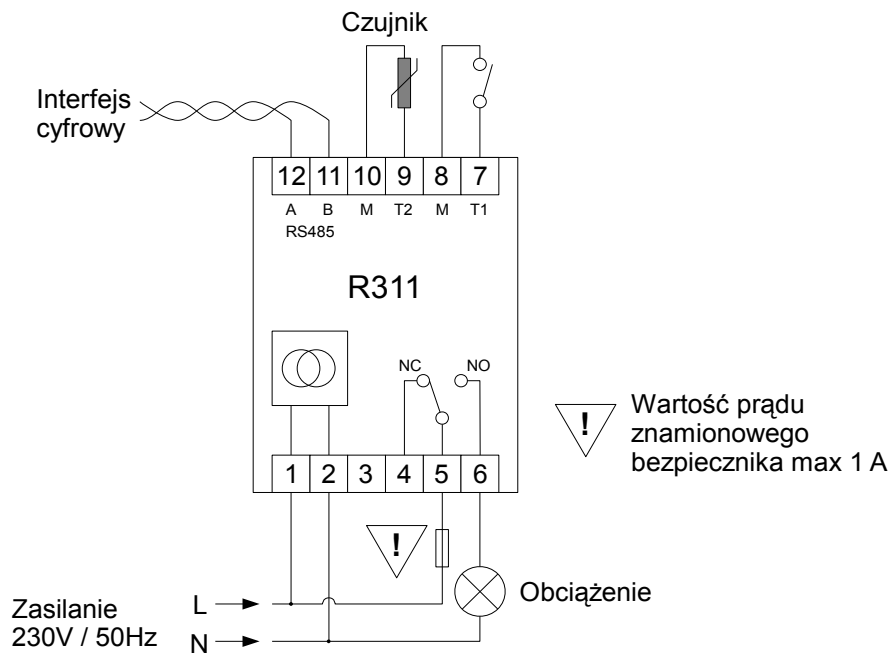 Czujnik
Interfejs
cyfrowy
12 11 10 9 8 7
A B M T2 M T1
RS485
R311
NC NO
! Wartość prądu
znamionowego
bezpiecznika max 1 A
1 2 3 4 5 6
!
Obciążenie
Zasilanie
230V / 50Hz
L
N